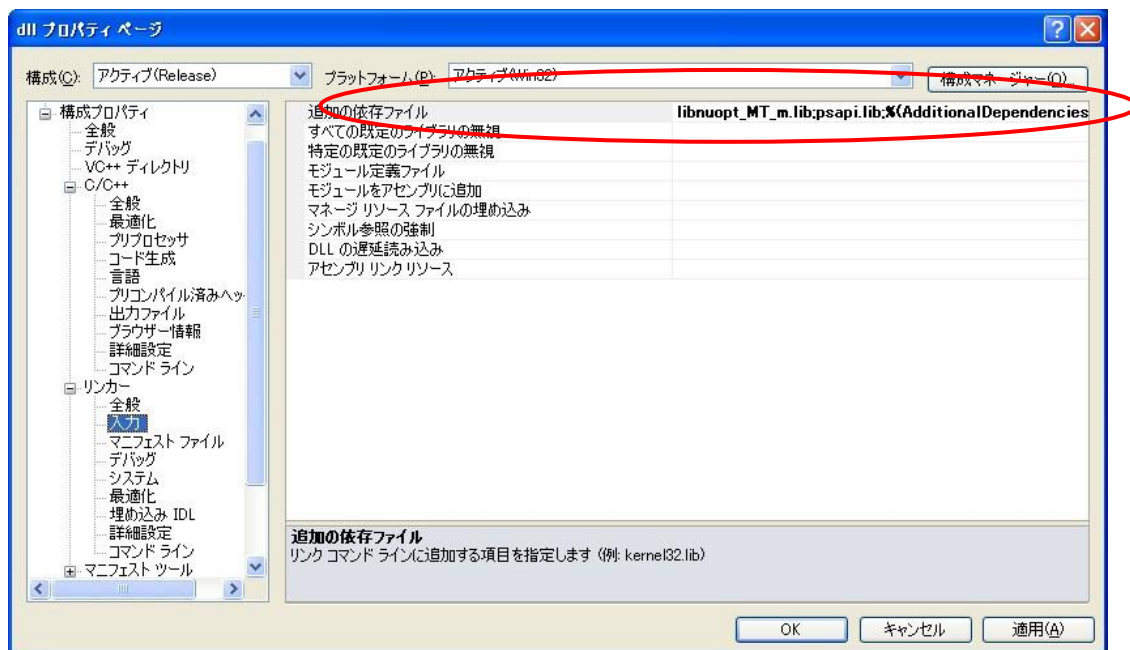 dll プロパティ ページ
構成(C): アクティブ(Release) プラットフォーム(P): アクティブ(Win32) 構成マネージャー(O)...
構成プロパティ
全般
デバッグ
VC++ ディレクトリ
C/C++
全般
最適化
プリプロセッサ
コード生成
言語
プリコンパイル済みヘッ
出力ファイル
ブラウザー情報
詳細設定
コマンド ライン
リンカー
全般
入力
マニフェスト ファイル
デバッグ
システム
最適化
埋め込み IDL
詳細設定
コマンド ライン
マニフェスト ツール
追加の依存ファイル libnuopt_MT_m.lib;psapi.lib;%(AdditionalDependencies
すべての既定のライブラリの無視
特定の既定のライブラリの無視
モジュール定義ファイル
モジュールをアセンブリに追加
マネージ リソース ファイルの埋め込み
シンボル参照の強制
DLL の遅延読み込み
アセンブリ リンク リソース
追加の依存ファイル
リンク コマンド ラインに追加する項目を指定します (例: kernel32.lib)
OK キャンセル 適用(A)